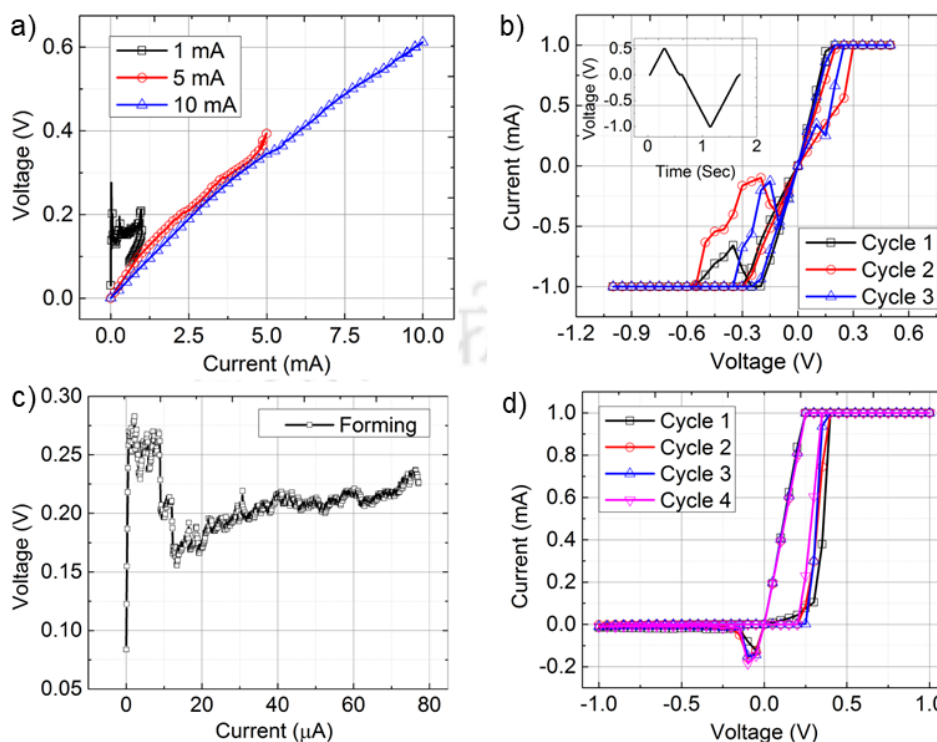 a)
1 mA
5 mA
10 mA
0.6
0.4
0.2
0.0
Voltage (V)
0.0 2.5 5.0 7.5 10.0
Current (mA)
b)
1.0
0.5
0.0
-0.5
-1.0
Current (mA)
0.5
0.0
-0.5
-1.0
Voltage (V)
0 1 2
Time (Sec)
Cycle 1
Cycle 2
Cycle 3
-1.2 -0.9 -0.6 -0.3 0.0 0.3 0.6
Voltage (V)
c)
Forming
0.30
0.25
0.20
0.15
0.10
0.05
Voltage (V)
0 20 40 60 80
Current (µA)
d)
Cycle 1
Cycle 2
Cycle 3
Cycle 4
1.0
0.8
0.6
0.4
0.2
0.0
-0.2
Current (mA)
-1.0 -0.5 0.0 0.5 1.0
Voltage (V)